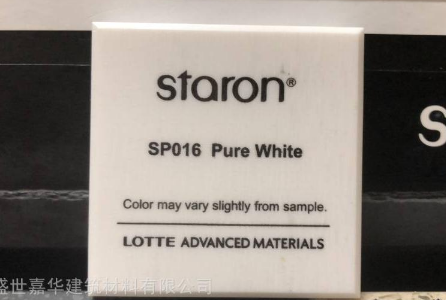 staron®
SP016 Pure White
Color may vary slightly from sample.
LOTTE ADVANCED MATERIALS
S
盛世嘉华建筑材料有限公司